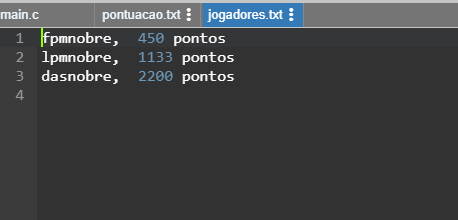 main.c pontuacao.txt jogadores.txt
1 fpmnobre,  450 pontos
2 lpmnobre,  1133 pontos
3 dasnobre,  2200 pontos
4